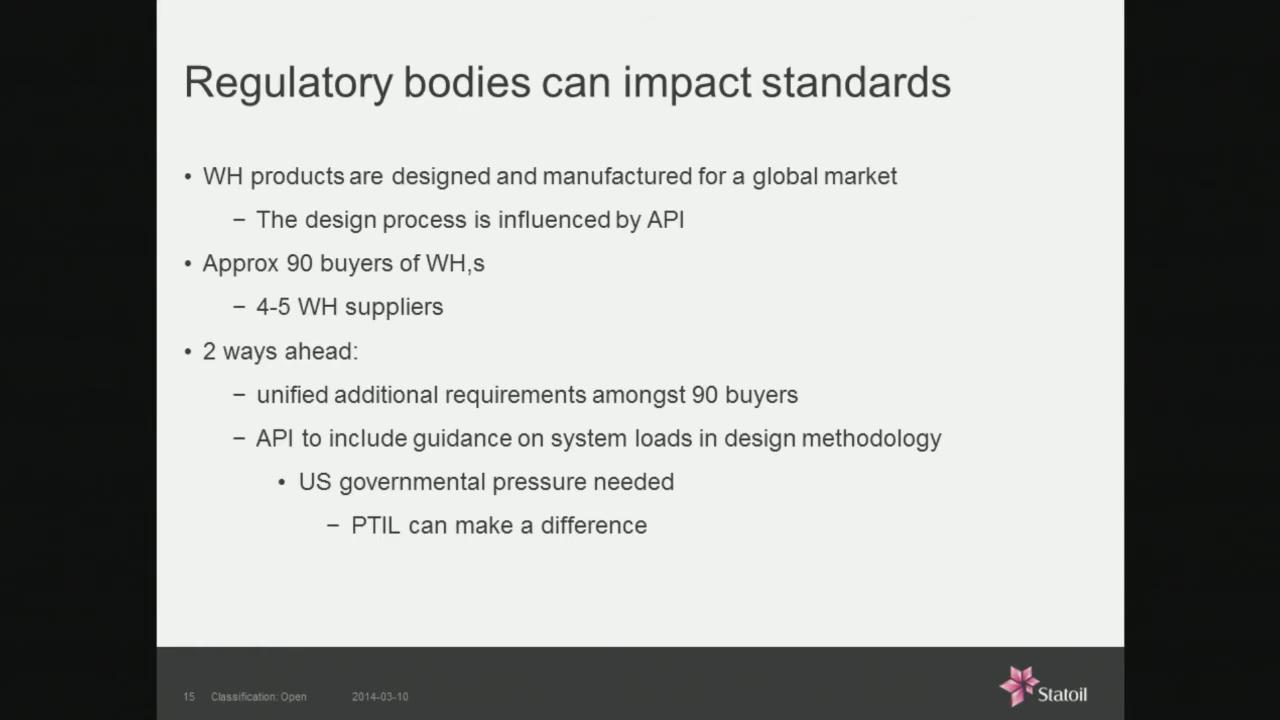 Regulatory bodies can impact standards
• WH products are designed and manufactured for a global market
− The design process is influenced by API
• Approx 90 buyers of WH,s
− 4-5 WH suppliers
• 2 ways ahead:
− unified additional requirements amongst 90 buyers
− API to include guidance on system loads in design methodology
• US governmental pressure needed
− PTIL can make a difference
15 Classification: Open 2014-03-10
Statoil